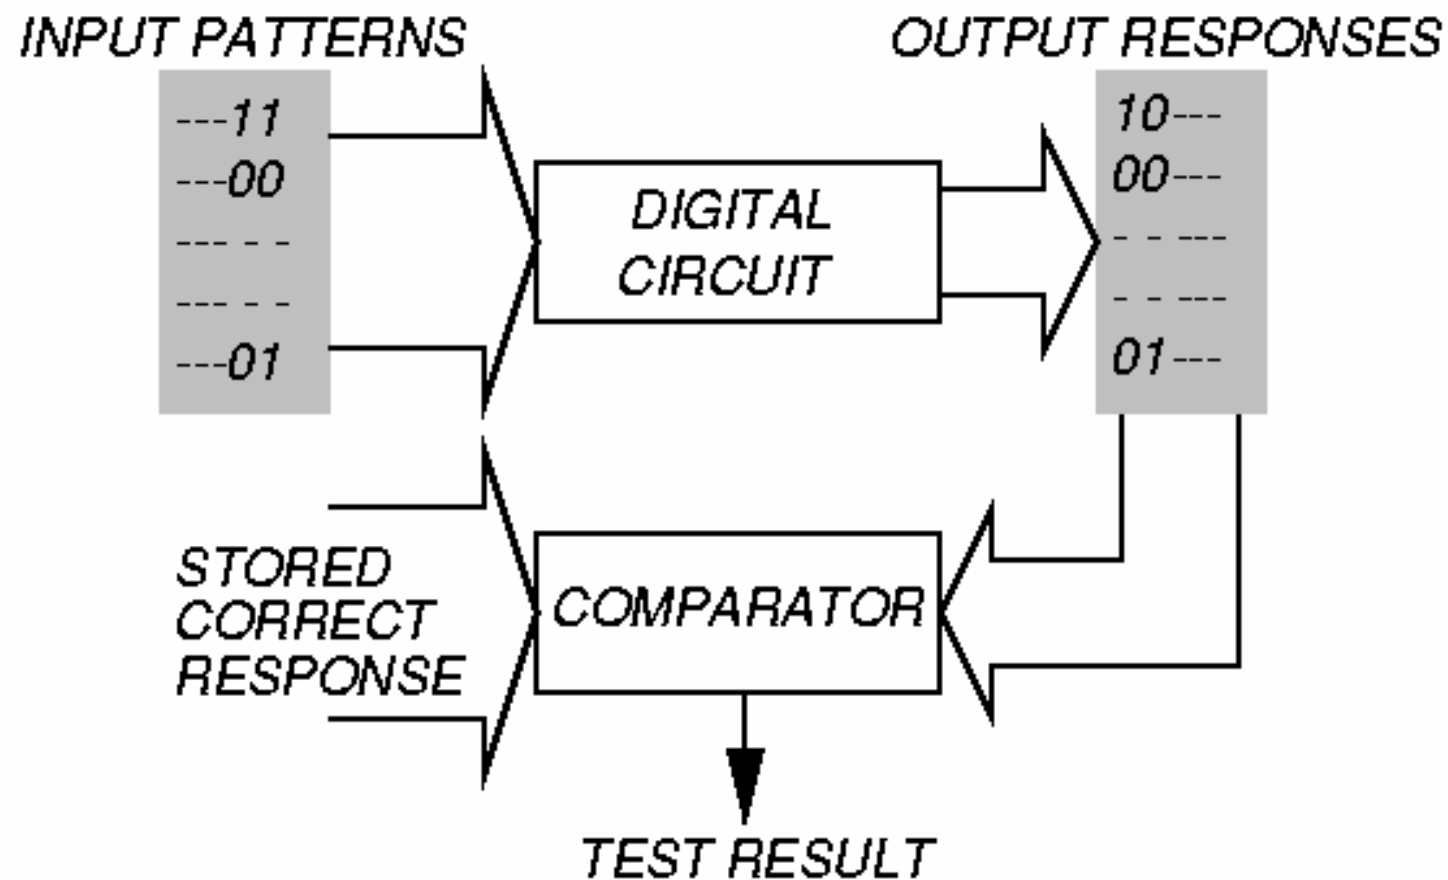 INPUT PATTERNS
OUTPUT RESPONSES
---11
---00
--- - -
--- - -
---01
10---
00---
- - ---
- - ---
01---
DIGITAL
CIRCUIT
STORED
CORRECT
RESPONSE
COMPARATOR
TEST RESULT